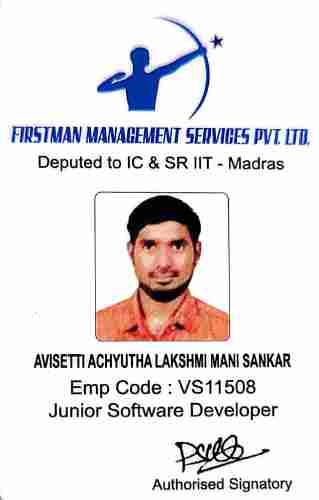 FIRSTMAN MANAGEMENT SERVICES PVT. LTD.
Deputed to IC & SR IIT - Madras
AVISETTI ACHYUTHA LAKSHMI MANI SANKAR
Emp Code : VS11508
Junior Software Developer
Authorised Signatory